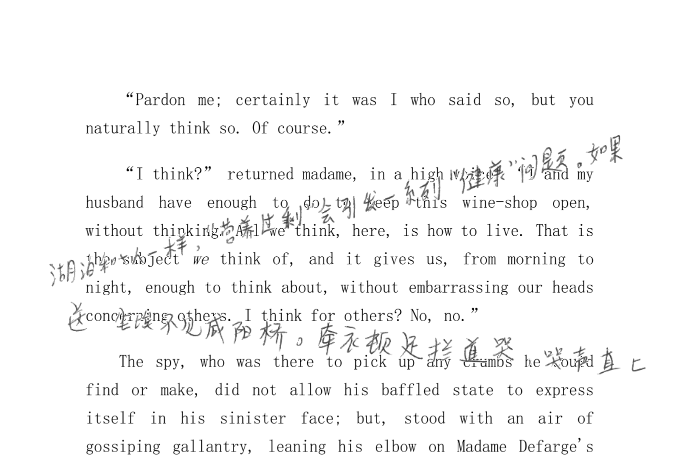 “Pardon me; certainly it was I who said so, but you
naturally think so. Of course.”
“I think?” returned madame, in a high voice. “I and my
husband have enough to do to keep this wine-shop open,
without thinking. All we think, here, is how to live. That is
the subject we think of, and it gives us, from morning to
night, enough to think about, without embarrassing our heads
concerning others. I think for others? No, no.”
The spy, who was there to pick up any crumbs he could
find or make, did not allow his baffled state to express
itself in his sinister face; but, stood with an air of
gossiping gallantry, leaning his elbow on Madame Defarge's
湖泊和人一样，“营养过剩”会引发一系列“健康”问题。如果
送 尘埃不见咸阳桥。牵衣顿足拦道哭 哭声直上